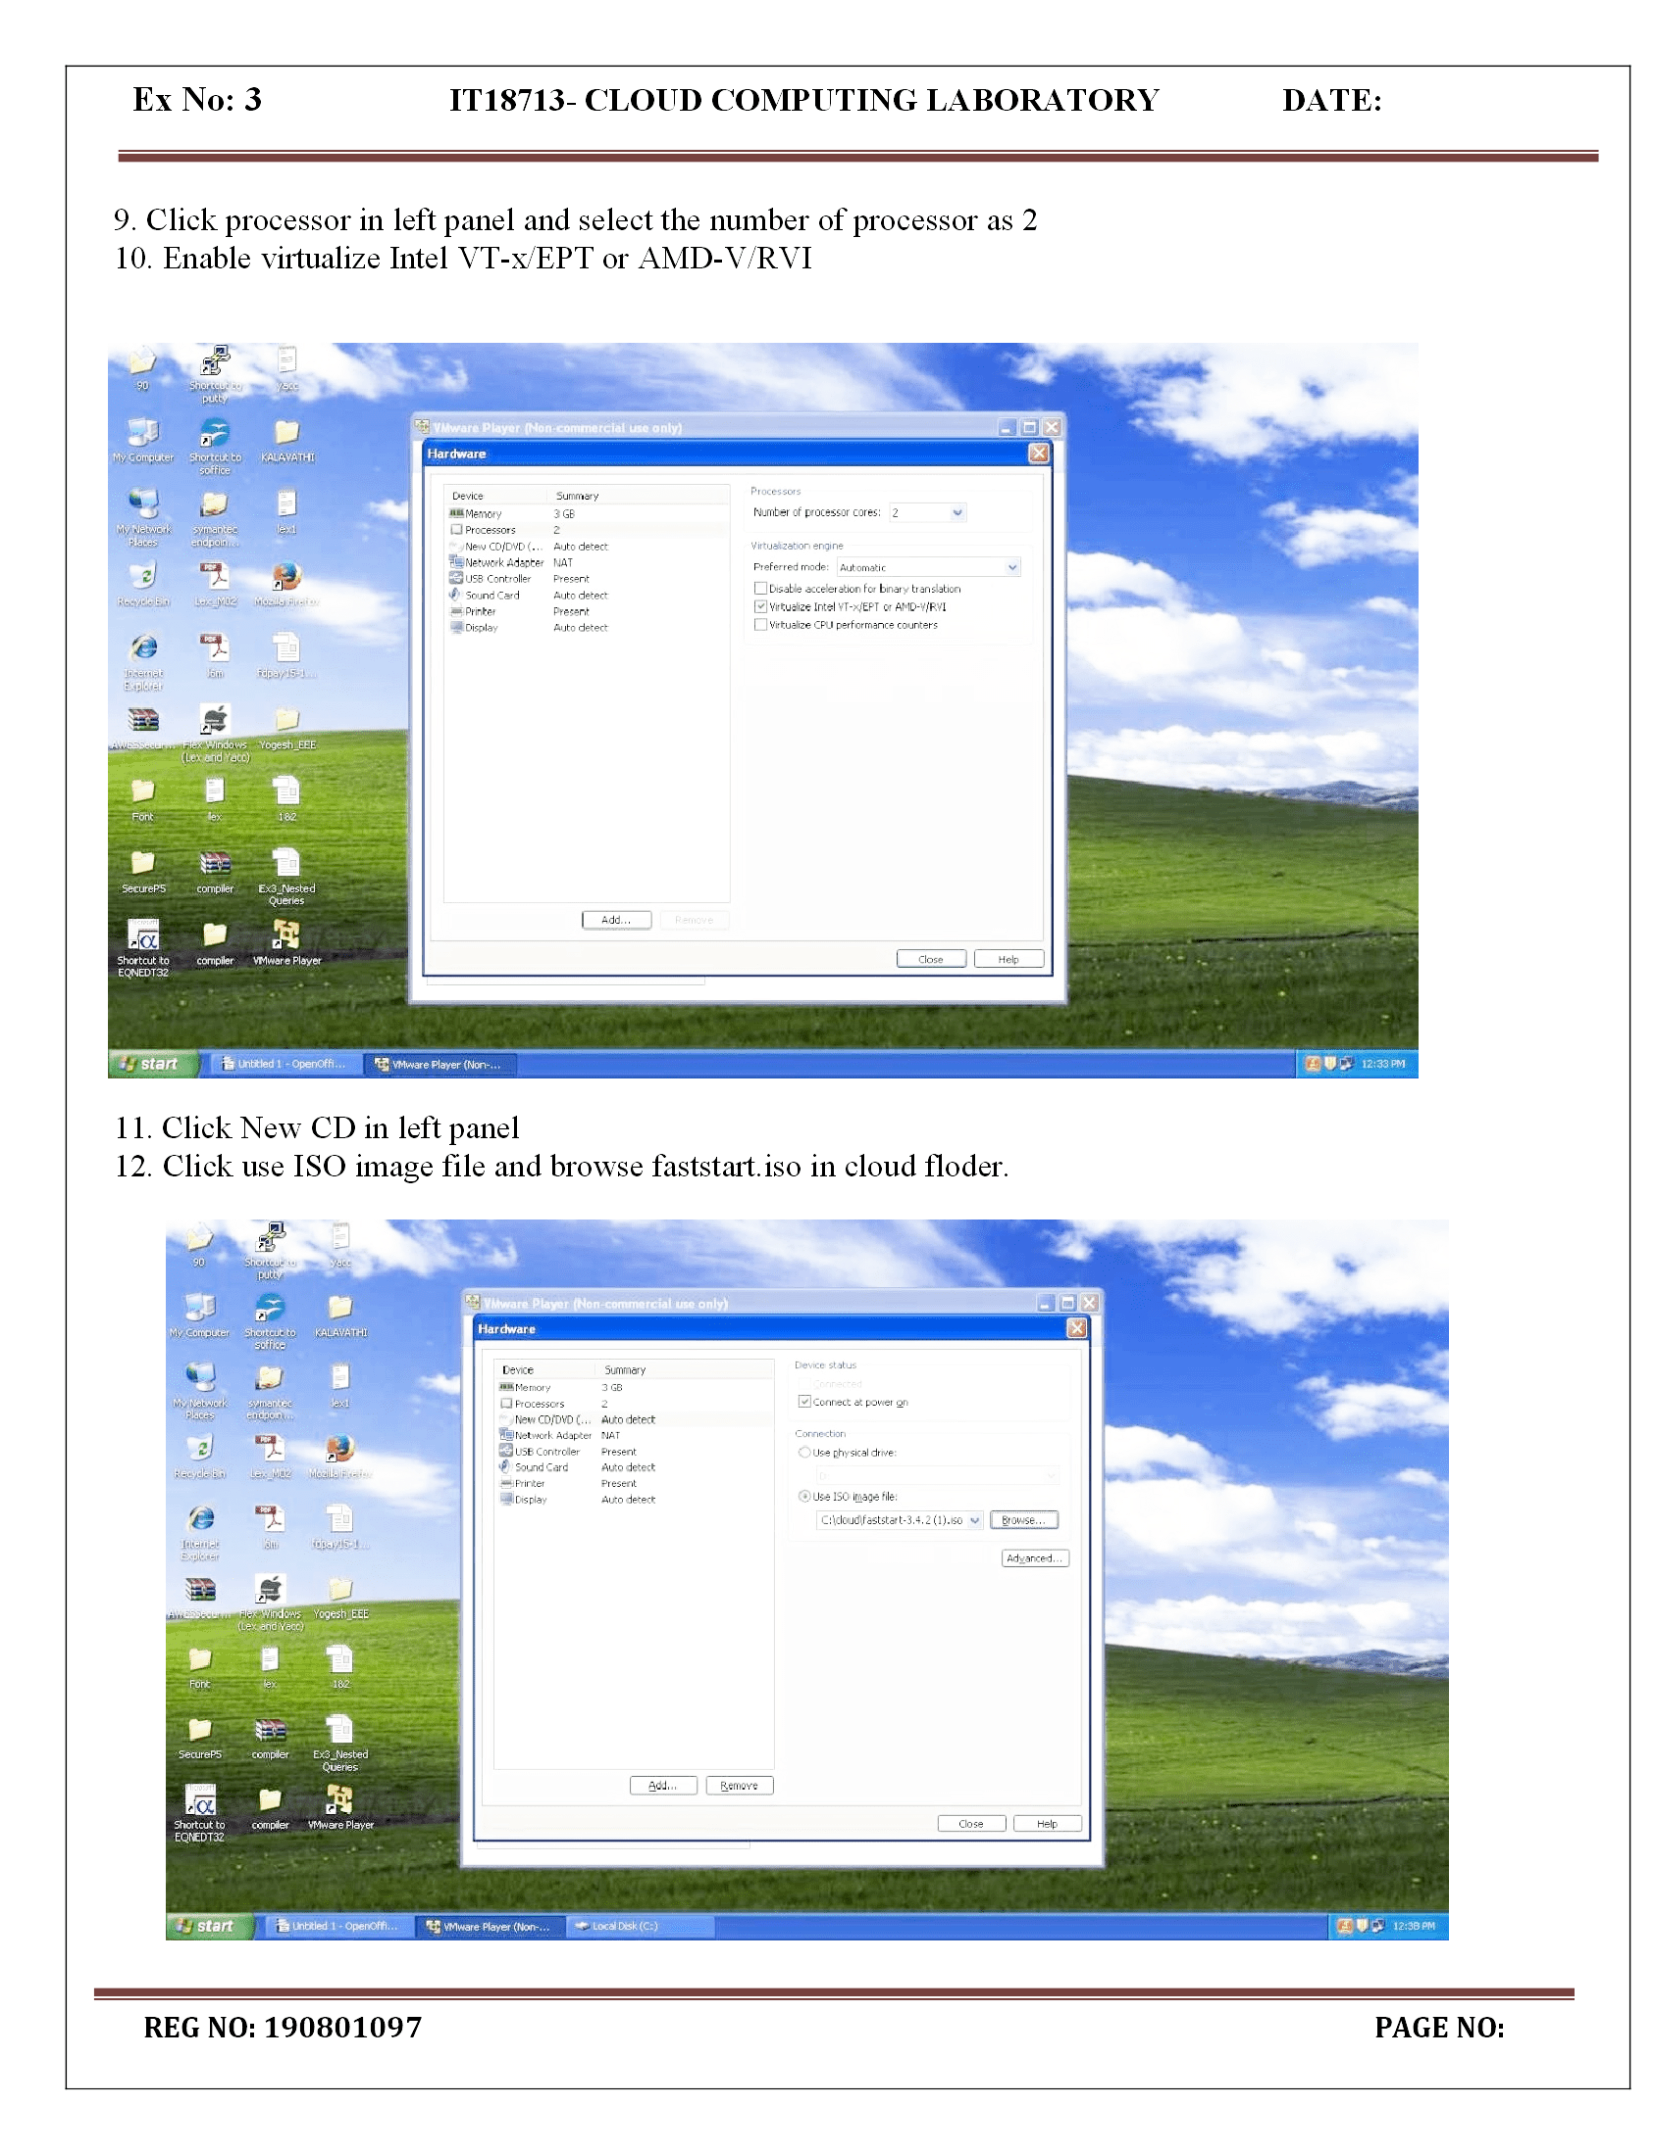 Ex No: 3 IT18713- CLOUD COMPUTING LABORATORY DATE:
9. Click processor in left panel and select the number of processor as 2
10. Enable virtualize Intel VT-x/EPT or AMD-V/RVI
90 Shortcut to putty yacc
My Computer Shortcut to soffice KALAVATHI
My Network Places symantec endpoin... lex1
Recycle Bin Lex_M02 Mozilla Firefox
Internet Explorer
Flex Windows (Lex and Yacc) Yogesh_EEE
Font lex 1&2
SecurePS compiler Ex3_Nested Queries
Shortcut to EQNEDT32 compiler VMware Player
VMware Player (Non-commercial use only)
Hardware
Device Summary
Memory 3 GB
Processors 2
New CD/DVD (... Auto detect
Network Adapter NAT
USB Controller Present
Sound Card Auto detect
Printer Present
Display Auto detect
Add... Remove
Processors
Number of processor cores: 2
Virtualization engine
Preferred mode: Automatic
Disable acceleration for binary translation
Virtualize Intel VT-x/EPT or AMD-V/RVI
Virtualize CPU performance counters
Close Help
start Untitled 1 - OpenOffi... VMware Player (Non-... 12:33 PM
11. Click New CD in left panel
12. Click use ISO image file and browse faststart.iso in cloud floder.
90 Shortcut to putty yacc
My Computer Shortcut to soffice KALAVATHI
My Network Places symantec endpoin... lex1
Recycle Bin Lex_M02 Mozilla Firefox
Internet Explorer
Flex Windows (Lex and Yacc) Yogesh_EEE
Font lex 1&2
SecurePS compiler Ex3_Nested Queries
Shortcut to EQNEDT32 compiler VMware Player
VMware Player (Non-commercial use only)
Hardware
Device Summary
Memory 3 GB
Processors 2
New CD/DVD (... Auto detect
Network Adapter NAT
USB Controller Present
Sound Card Auto detect
Printer Present
Display Auto detect
Add... Remove
Device status
Connected
Connect at power on
Connection
Use physical drive:
Use ISO image file:
C:\cloud\faststart-3.4.2 (1).iso Browse...
Advanced...
Close Help
start Untitled 1 - OpenOffi... VMware Player (Non-... Local Disk (C:) 12:38 PM
REG NO: 190801097 PAGE NO: